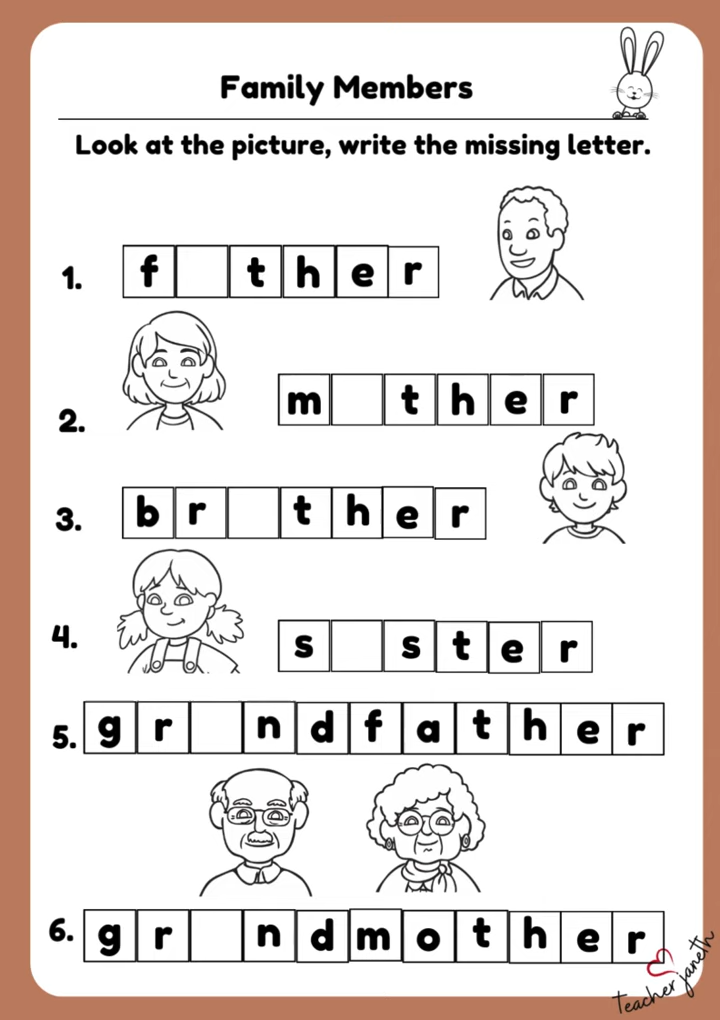 Family Members
Look at the picture, write the missing letter.
1. f ther
2. m ther
3. br ther
4. s ster
5. gr ndfather
6. gr ndmother
teacher janeth